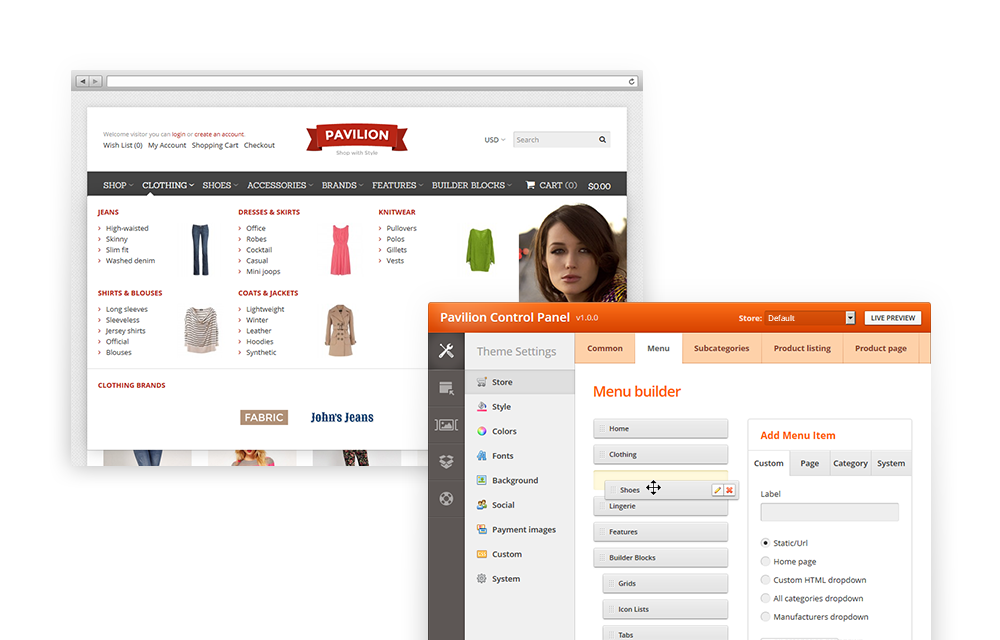 Welcome visitor you can login or create an account.
Wish List (0) My Account Shopping Cart Checkout
PAVILION
Shop with Style
USD
Search
SHOP CLOTHING SHOES ACCESSORIES BRANDS FEATURES BUILDER BLOCKS CART (0) $0.00
JEANS
High-waisted
Skinny
Slim fit
Washed denim
DRESSES & SKIRTS
Office
Robes
Cocktail
Casual
Mini joops
KNITWEAR
Pullovers
Polos
Gillets
Vests
SHIRTS & BLOUSES
Long sleeves
Sleeveless
Jersey shirts
Official
Blouses
COATS & JACKETS
Lightweight
Winter
Leather
Hoodies
Synthetic
CLOTHING BRANDS
FABRIC
John's Jeans
Pavilion Control Panel v1.0.0
Store: Default
LIVE PREVIEW
Theme Settings
Common Menu Subcategories Product listing Product page
Store
Style
Colors
Fonts
Background
Social
Payment images
Custom
System
Menu builder
Home
Clothing
Shoes
Lingerie
Features
Builder Blocks
Grids
Icon Lists
Tabs
Add Menu Item
Custom Page Category System
Label
Static/Url
Home page
Custom HTML dropdown
All categories dropdown
Manufacturers dropdown